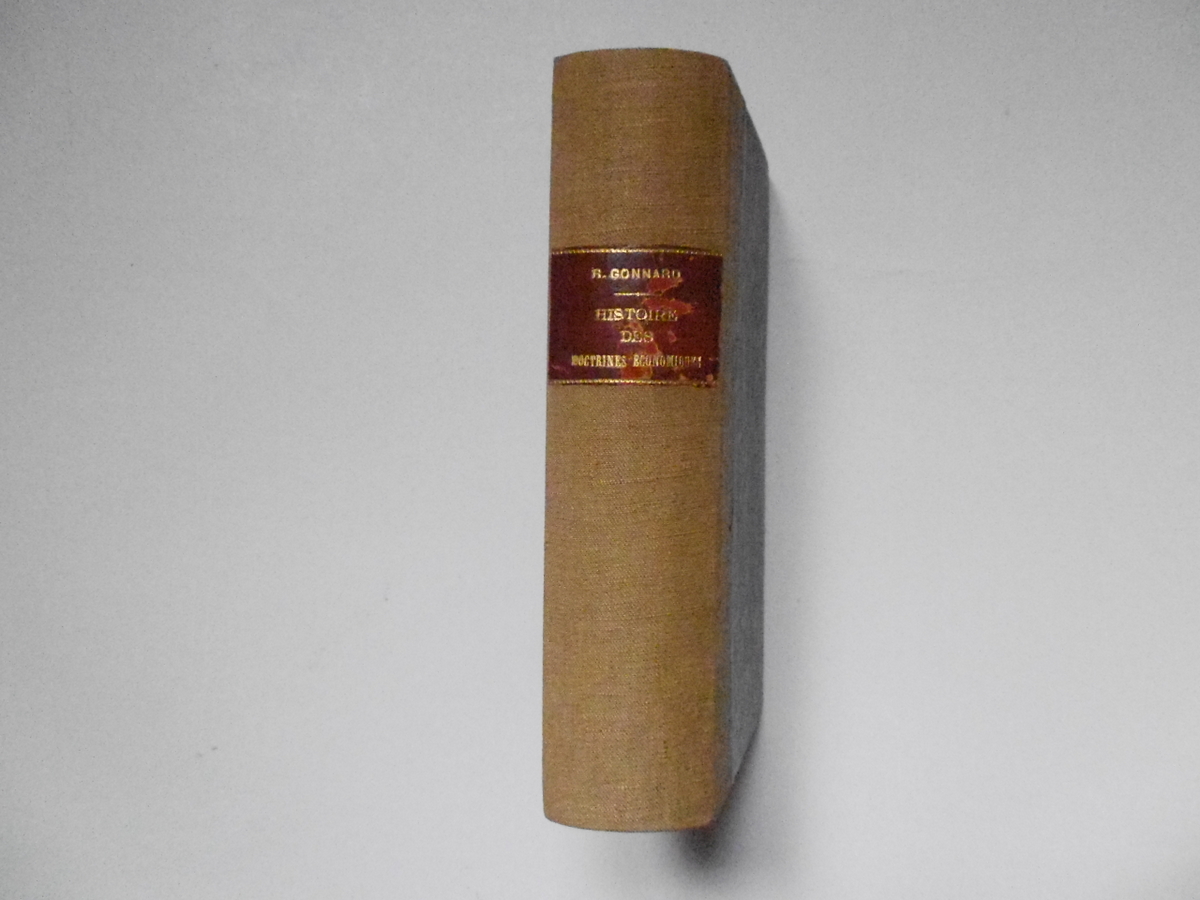 R. GONNARD
HISTOIRE
DES
DOCTRINES ÉCONOMIQUES